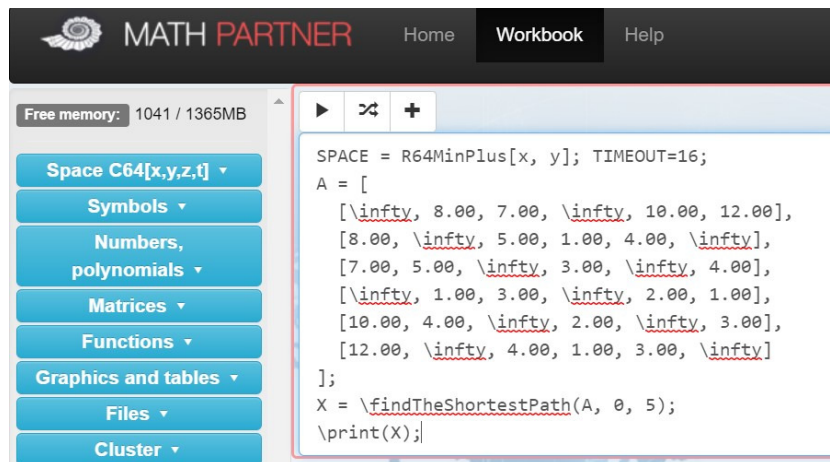 MATH PARTNER Home Workbook Help
Free memory: 1041 / 1365MB
Space C64[x,y,z,t]
Symbols
Numbers,
polynomials
Matrices
Functions
Graphics and tables
Files
Cluster
SPACE = R64MinPlus[x, y]; TIMEOUT=16;
A = [
[\infty, 8.00, 7.00, \infty, 10.00, 12.00],
[8.00, \infty, 5.00, 1.00, 4.00, \infty],
[7.00, 5.00, \infty, 3.00, \infty, 4.00],
[\infty, 1.00, 3.00, \infty, 2.00, 1.00],
[10.00, 4.00, \infty, 2.00, \infty, 3.00],
[12.00, \infty, 4.00, 1.00, 3.00, \infty]
];
X = \findTheShortestPath(A, 0, 5);
\print(X);